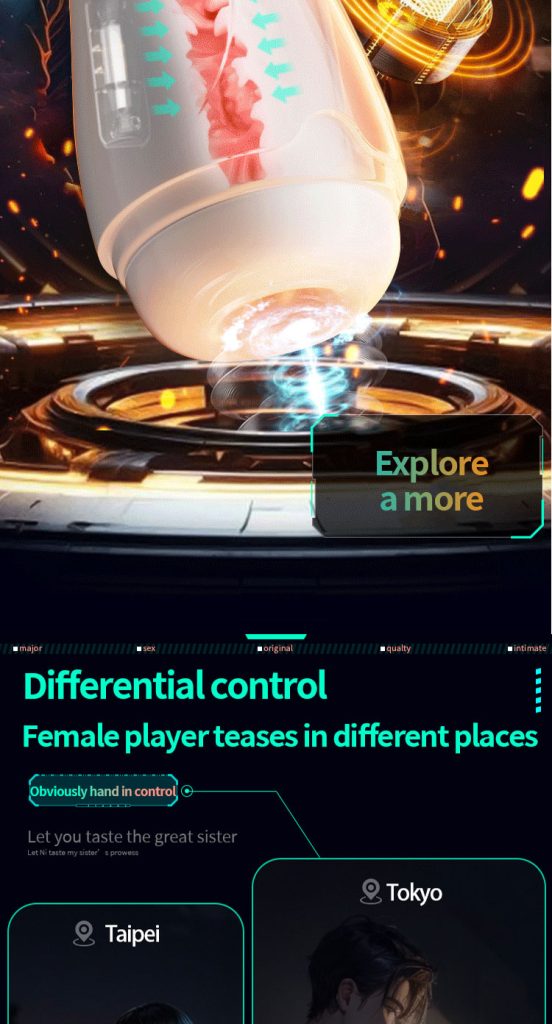 Explore
a more
major
sex
original
qualty
intimate
Differential control
Female player teases in different places
Obviously hand in control
Let you taste the great sister
Let Ni taste my sister’s prowess
Tokyo
Taipei